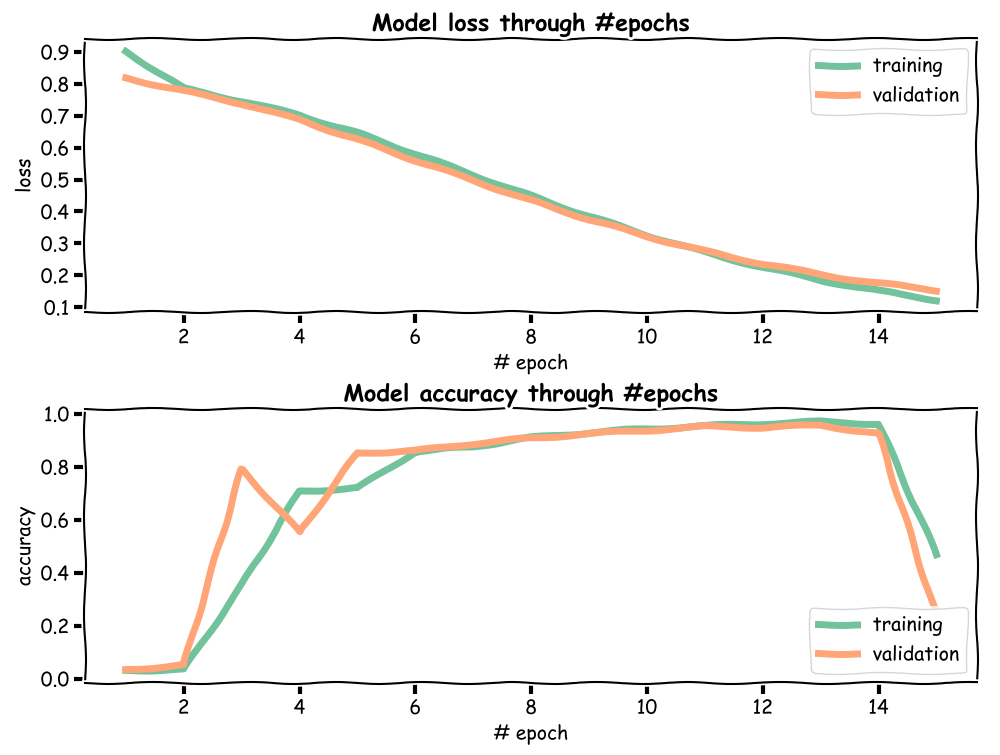 Model loss through #epochs
0.9
0.8
0.7
0.6
0.5
0.4
0.3
0.2
0.1
loss
training
validation
2 4 6 8 10 12 14
# epoch
Model accuracy through #epochs
1.0
0.8
0.6
0.4
0.2
0.0
accuracy
training
validation
2 4 6 8 10 12 14
# epoch